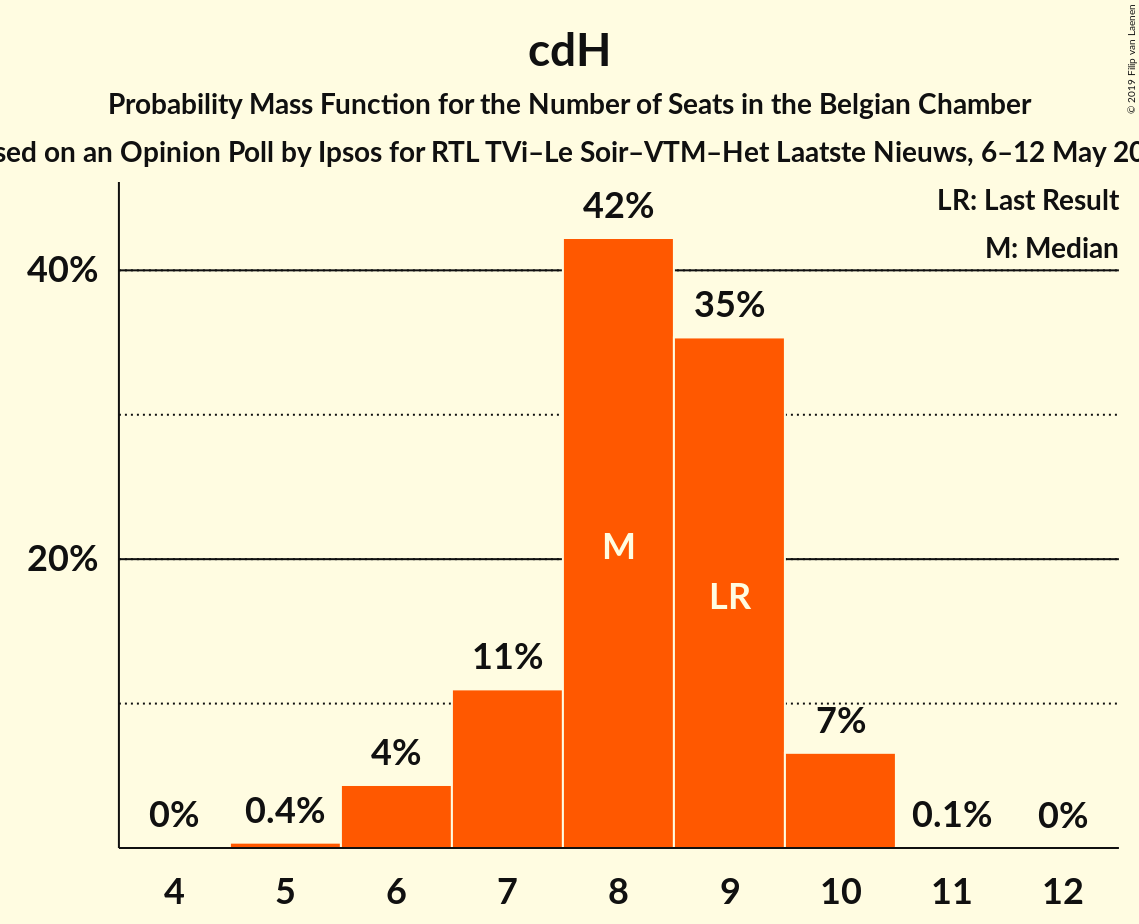 cdH
Probability Mass Function for the Number of Seats in the Belgian Chamber
on an Opinion Poll by Ipsos for RTL TVi–Le Soir–VTM–Het Laatste Nieuws, 6–12 May
LR: Last Result
M: Median
© 2019 Filip van Laenen
40%
20%
0%
0.4%
4%
11%
42%
35%
7%
0.1%
0%
M
LR
4 5 6 7 8 9 10 11 12